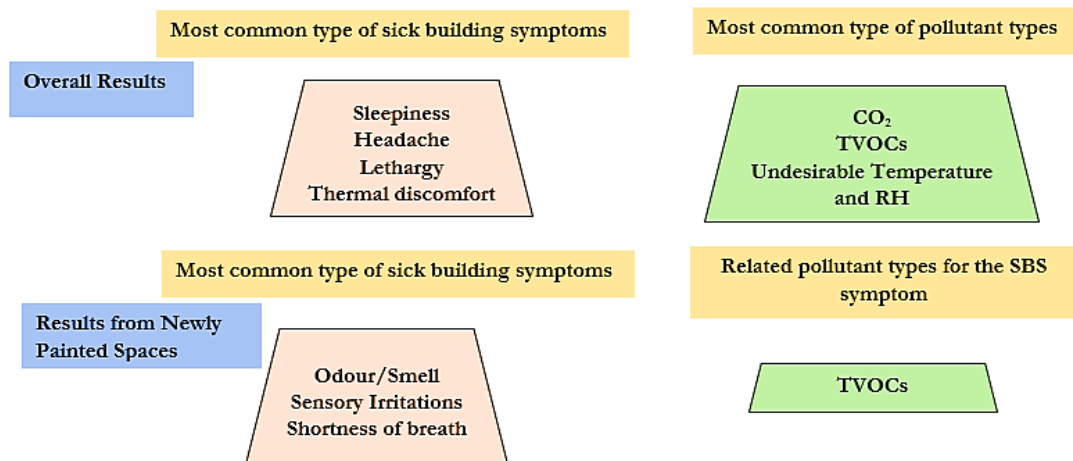 Most common type of sick building symptoms
Most common type of pollutant types
Overall Results
Sleepiness
Headache
Lethargy
Thermal discomfort
CO₂
TVOCs
Undesirable Temperature
and RH
Most common type of sick building symptoms
Related pollutant types for the SBS
symptom
Results from Newly
Painted Spaces
Odour/Smell
Sensory Irritations
Shortness of breath
TVOCs